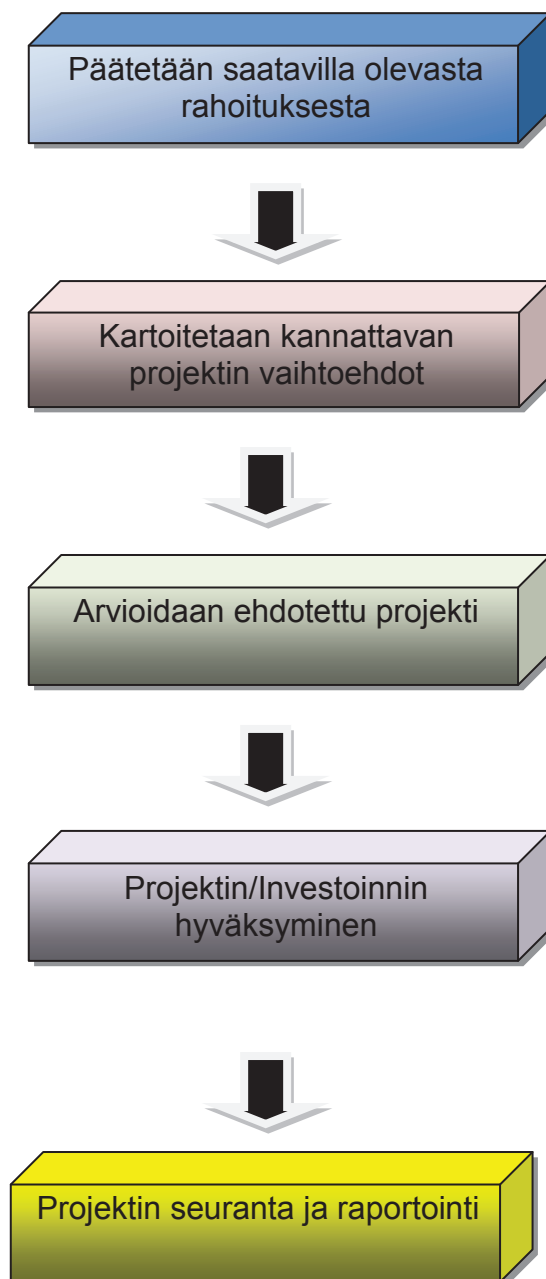 Päätetään saatavilla olevasta
rahoituksesta
Kartoitetaan kannattavan
projektin vaihtoehdot
Arvioidaan ehdotettu projekti
Projektin/Investoinnin
hyväksyminen
Projektin seuranta ja raportointi